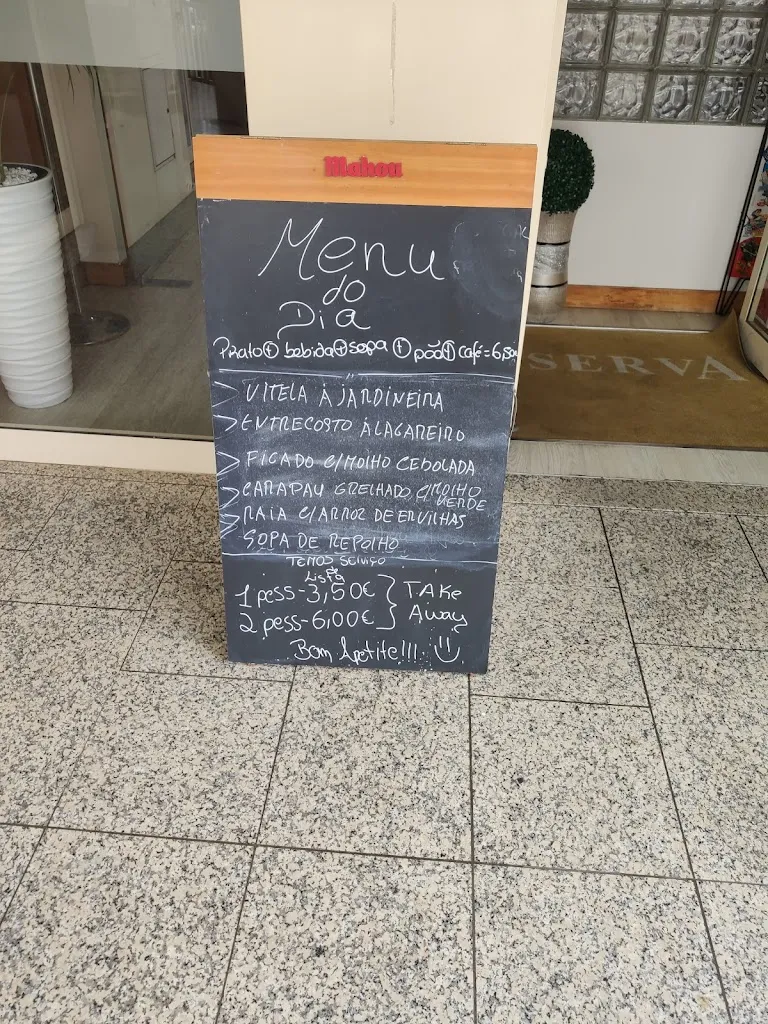 Mahou
Menu
do
Dia
Prato + bebida + sopa + pão + café = 6,50
> VITELA À JARDINEIRA
> ENTRECOSTO À LAGAREIRO
> FIGADO C/MOLHO CEBOLADA
> CARAPAU GRELHADO C/MOLHO VERDE
> RAIA C/ARROZ DE ERVILHAS
> SOPA DE REPOLHO
TEMOS SERVIÇO
Lista
1 pess-3,50€ } TAKE
2 pess-6,00€ } Away
Bom Apetite!!!
SERVA